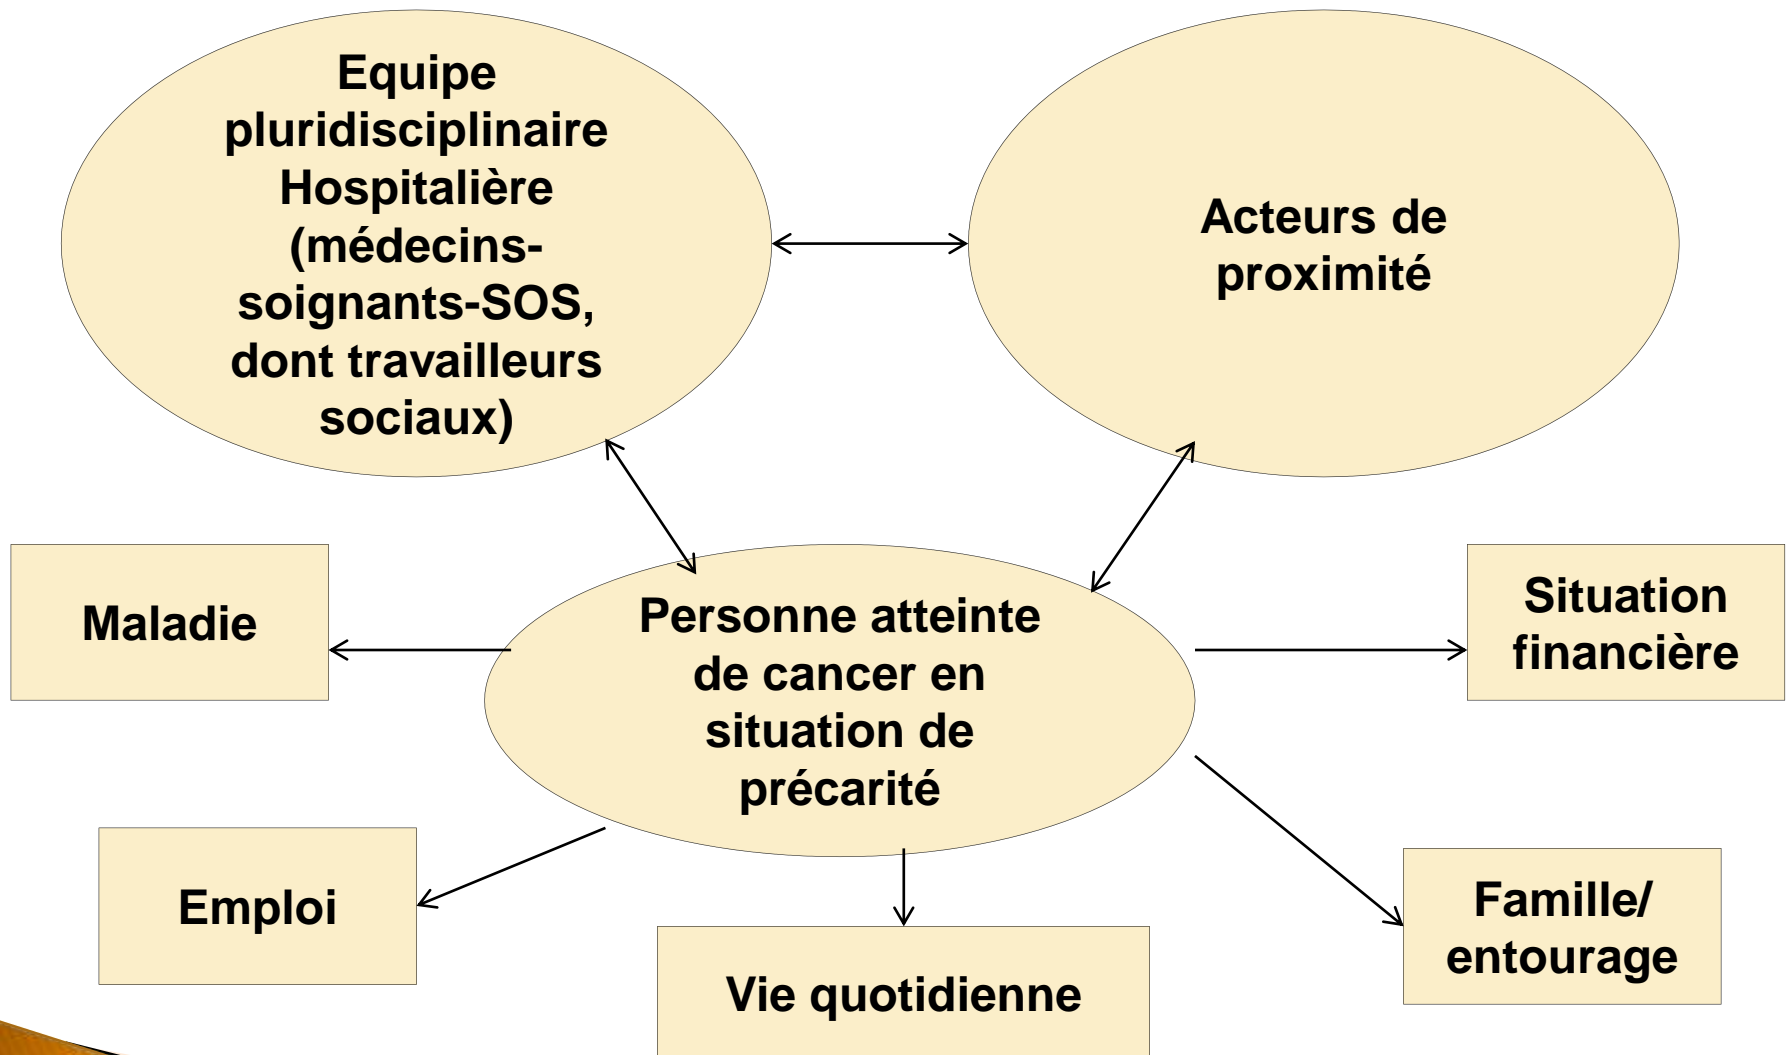 Equipe
pluridisciplinaire
Hospitalière
(médecins-
soignants-SOS,
dont travailleurs
sociaux)
Acteurs de
proximité
Maladie
Personne atteinte
de cancer en
situation de
précarité
Situation
financière
Emploi
Vie quotidienne
Famille/
entourage